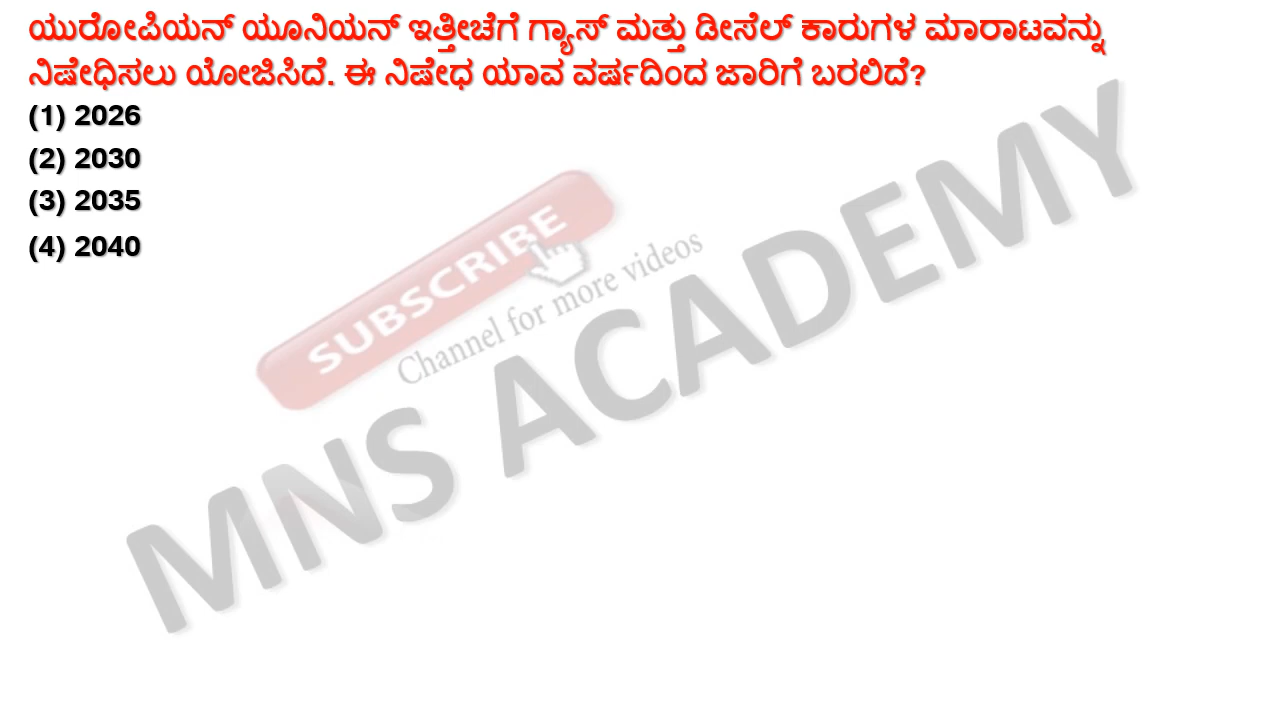 ಯುರೋಪಿಯನ್ ಯೂನಿಯನ್ ಇತ್ತೀಚೆಗೆ ಗ್ಯಾಸ್ ಮತ್ತು ಡೀಸೆಲ್ ಕಾರುಗಳ ಮಾರಾಟವನ್ನು
ನಿಷೇಧಿಸಲು ಯೋಜಿಸಿದೆ. ಈ ನಿಷೇಧ ಯಾವ ವರ್ಷದಿಂದ ಜಾರಿಗೆ ಬರಲಿದೆ?
(1) 2026
(2) 2030
(3) 2035
(4) 2040
SUBSCRIBE
Channel for more videos
MNS ACADEMY